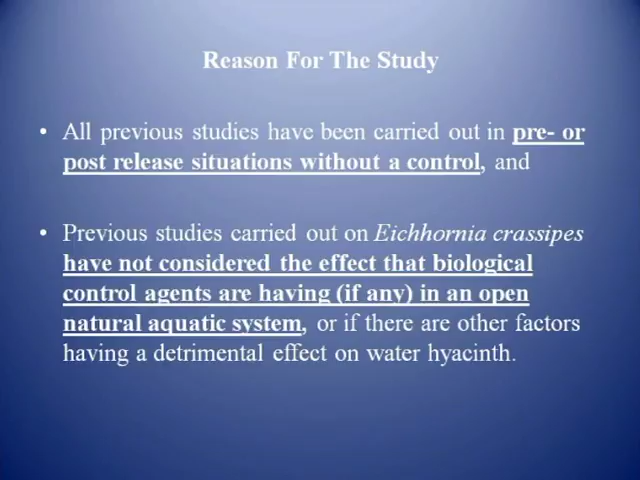 Reason For The Study
• All previous studies have been carried out in pre- or
post release situations without a control, and
• Previous studies carried out on Eichhornia crassipes
have not considered the effect that biological
control agents are having (if any) in an open
natural aquatic system, or if there are other factors
having a detrimental effect on water hyacinth.